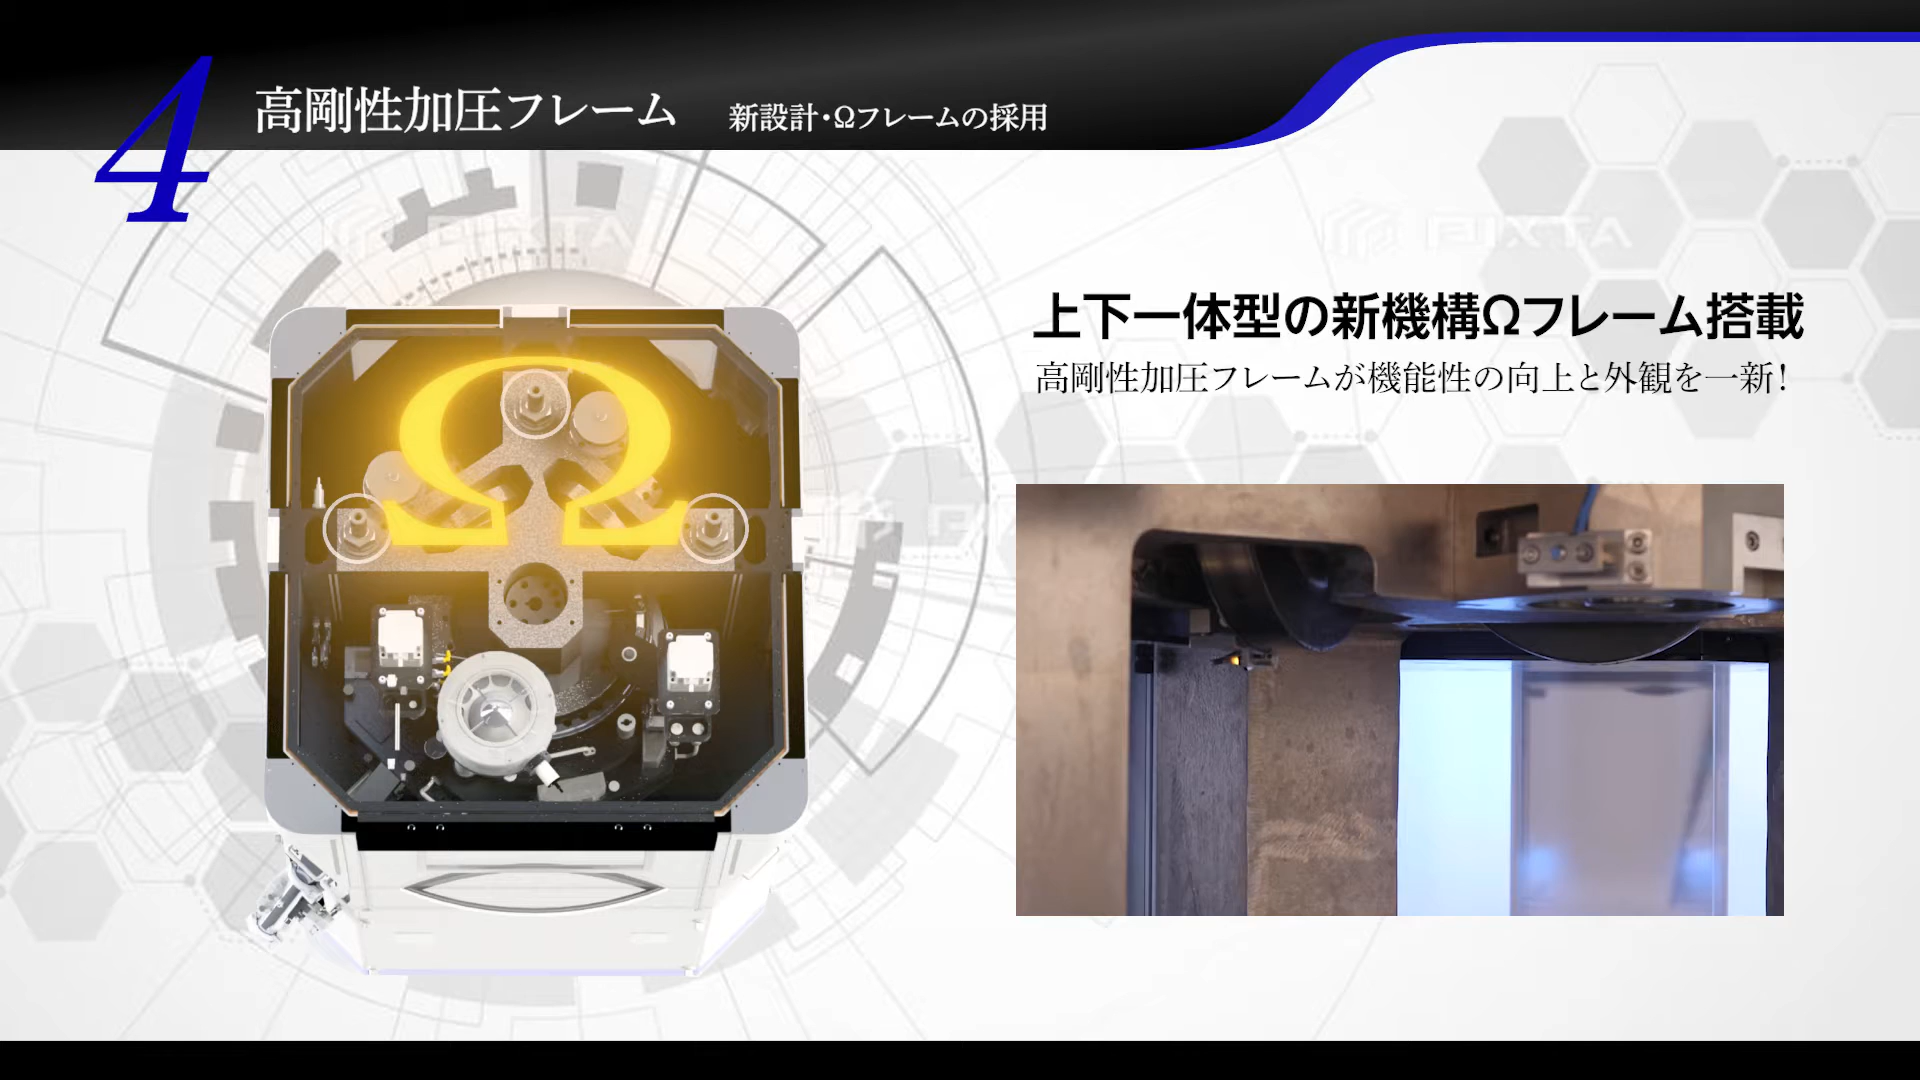 4
高剛性加圧フレーム 新設計・Ωフレームの採用
PIXTA
PIXTA
上下一体型の新機構Ωフレーム搭載
高剛性加圧フレームが機能性の向上と外観を一新!
Ω